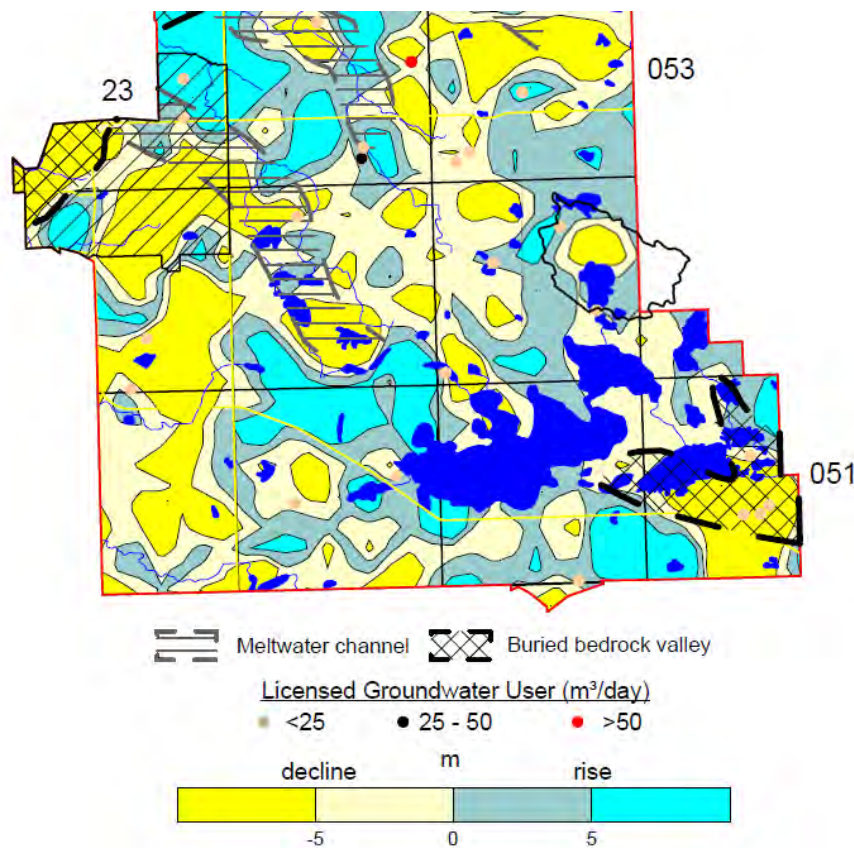 053
23
051
Meltwater channel
Buried bedrock valley
Licensed Groundwater User (m³/day)
<25
25 - 50
>50
decline
m
rise
-5
0
5